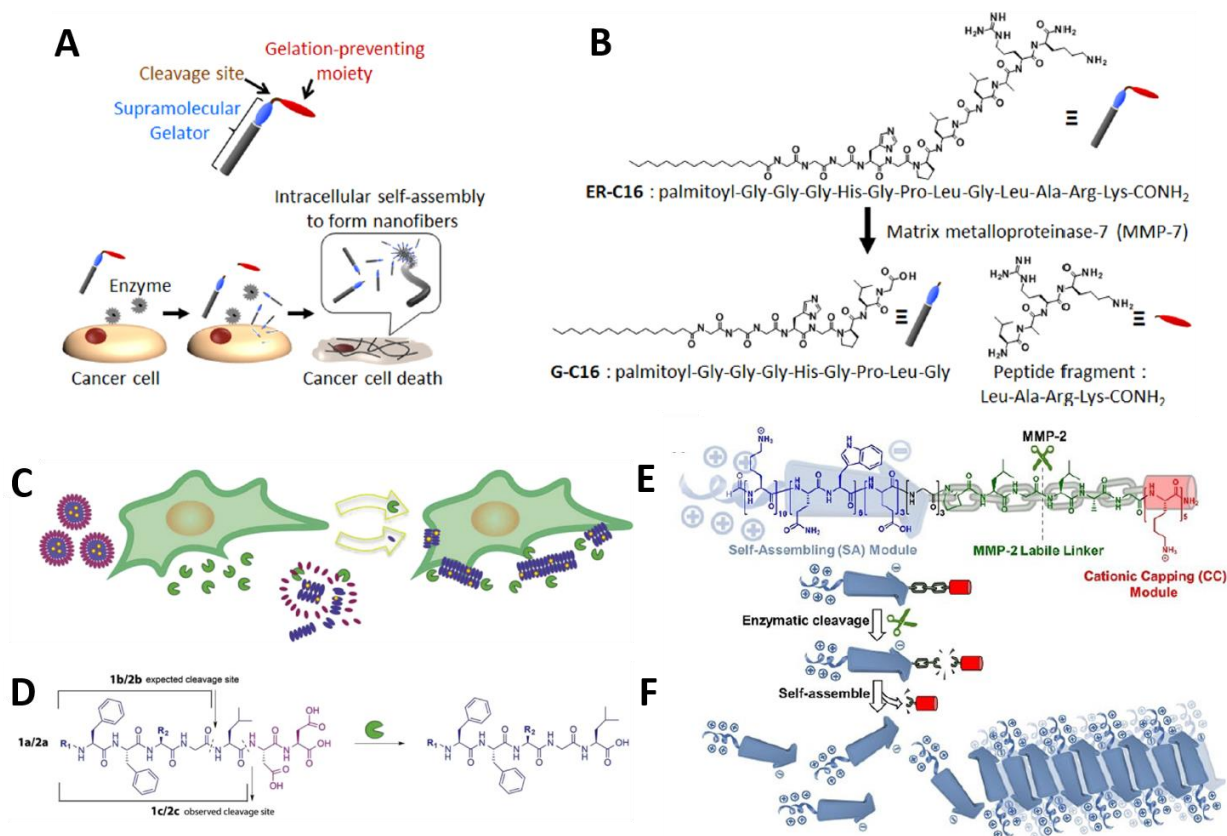 A
Gelation-preventing
moiety
Cleavage site
Supramolecular
Gelator
Intracellular self-assembly
to form nanofibers
Enzyme
Cancer cell
Cancer cell death
B
ER-C16 : palmitoyl-Gly-Gly-Gly-His-Gly-Pro-Leu-Gly-Leu-Ala-Arg-Lys-CONH₂
Matrix metalloproteinase-7 (MMP-7)
G-C16 : palmitoyl-Gly-Gly-Gly-His-Gly-Pro-Leu-Gly
Peptide fragment :
Leu-Ala-Arg-Lys-CONH₂
C
D
1b/2b expected cleavage site
1a/2a
1c/2c observed cleavage site
E
MMP-2
Self-Assembling (SA) Module
MMP-2 Labile Linker
Cationic Capping (CC)
Module
Enzymatic cleavage
F
Self-assemble